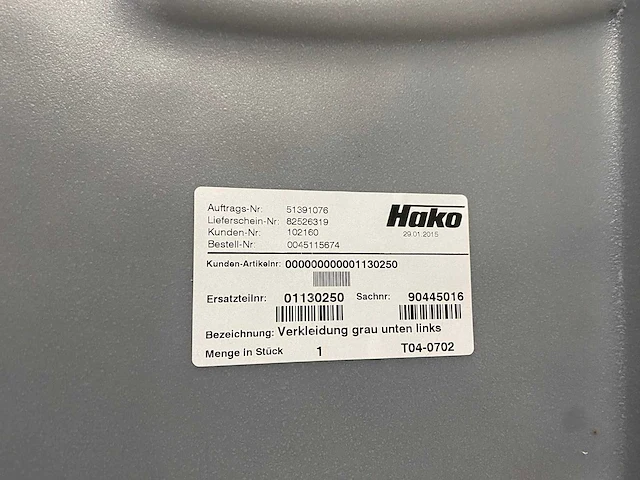 Hako
29.01.2015
Auftrags-Nr: 51391076
Lieferschein-Nr: 82526319
Kunden-Nr: 102160
Bestell-Nr: 0045115674
Kunden-Artikelnr: 000000000001130250
Ersatzteilnr: 01130250 Sachnr: 90445016
Bezeichnung: Verkleidung grau unten links
Menge in Stück 1 T04-0702